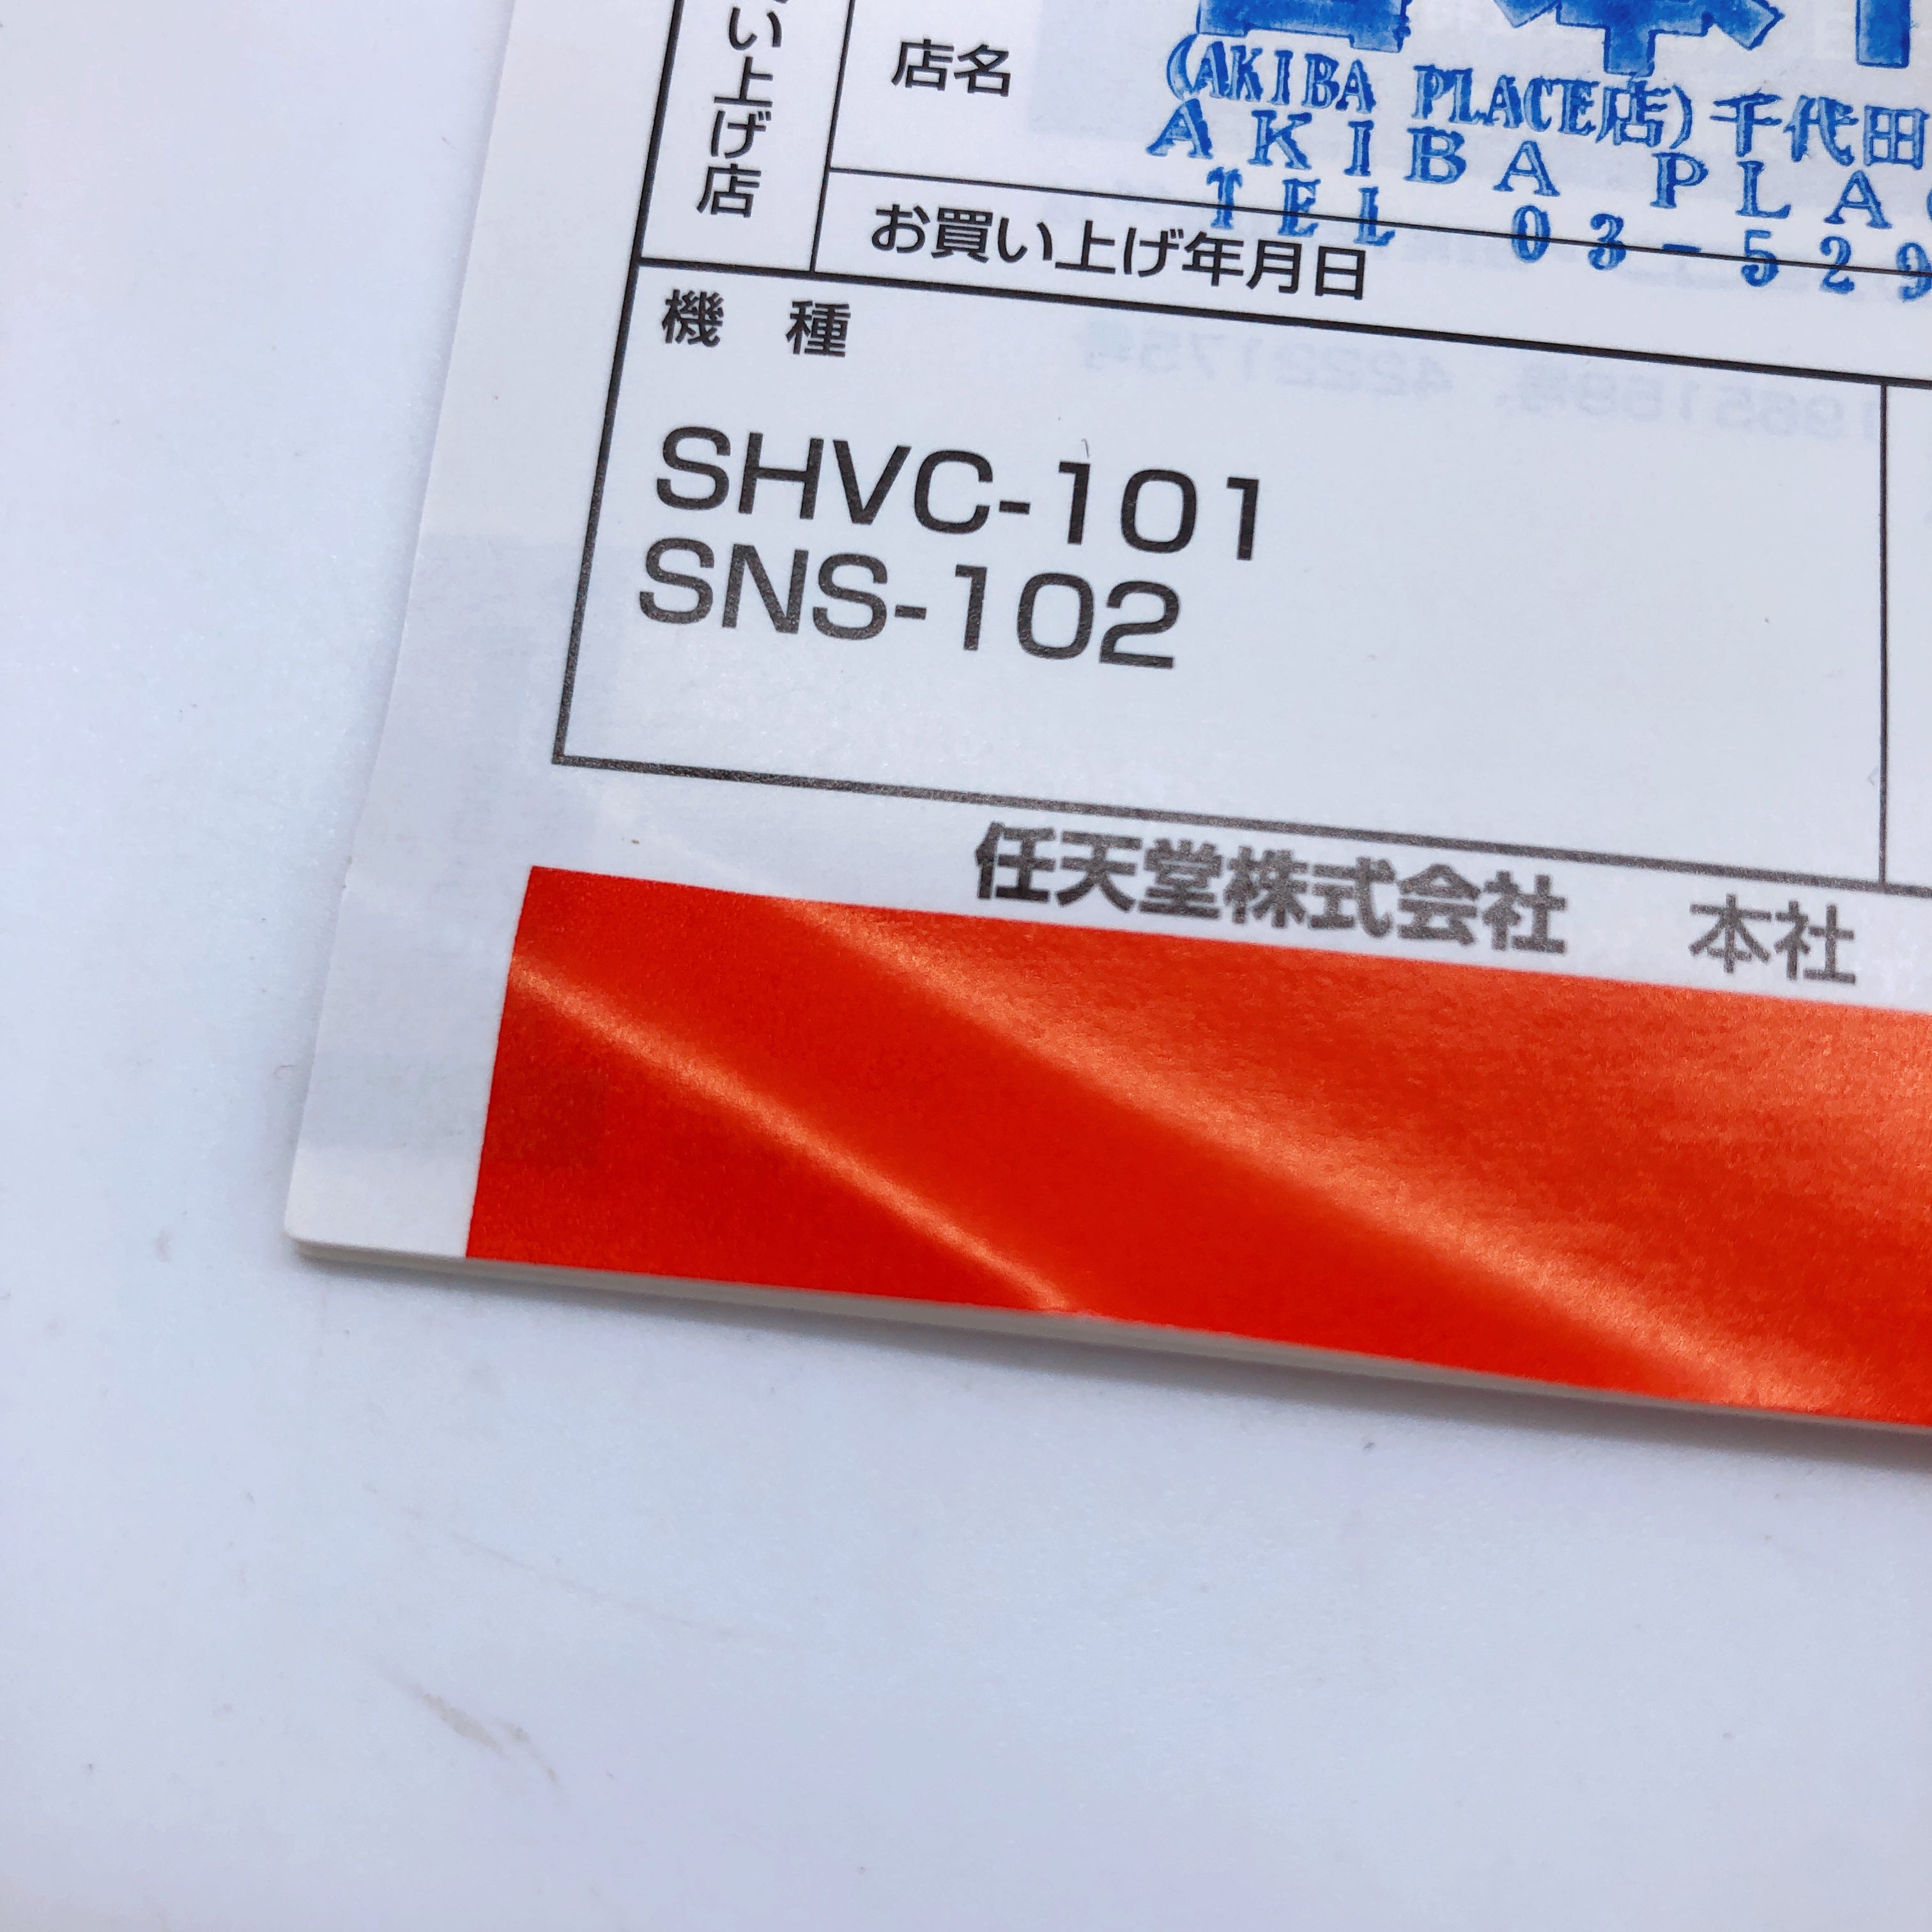 い上げ店
店名
(AKIBA PLACE店)千代田
AKIBA PLA
TEL 03-529
お買い上げ年月日
機 種
SHVC-101
SNS-102
任天堂株式会社 本社